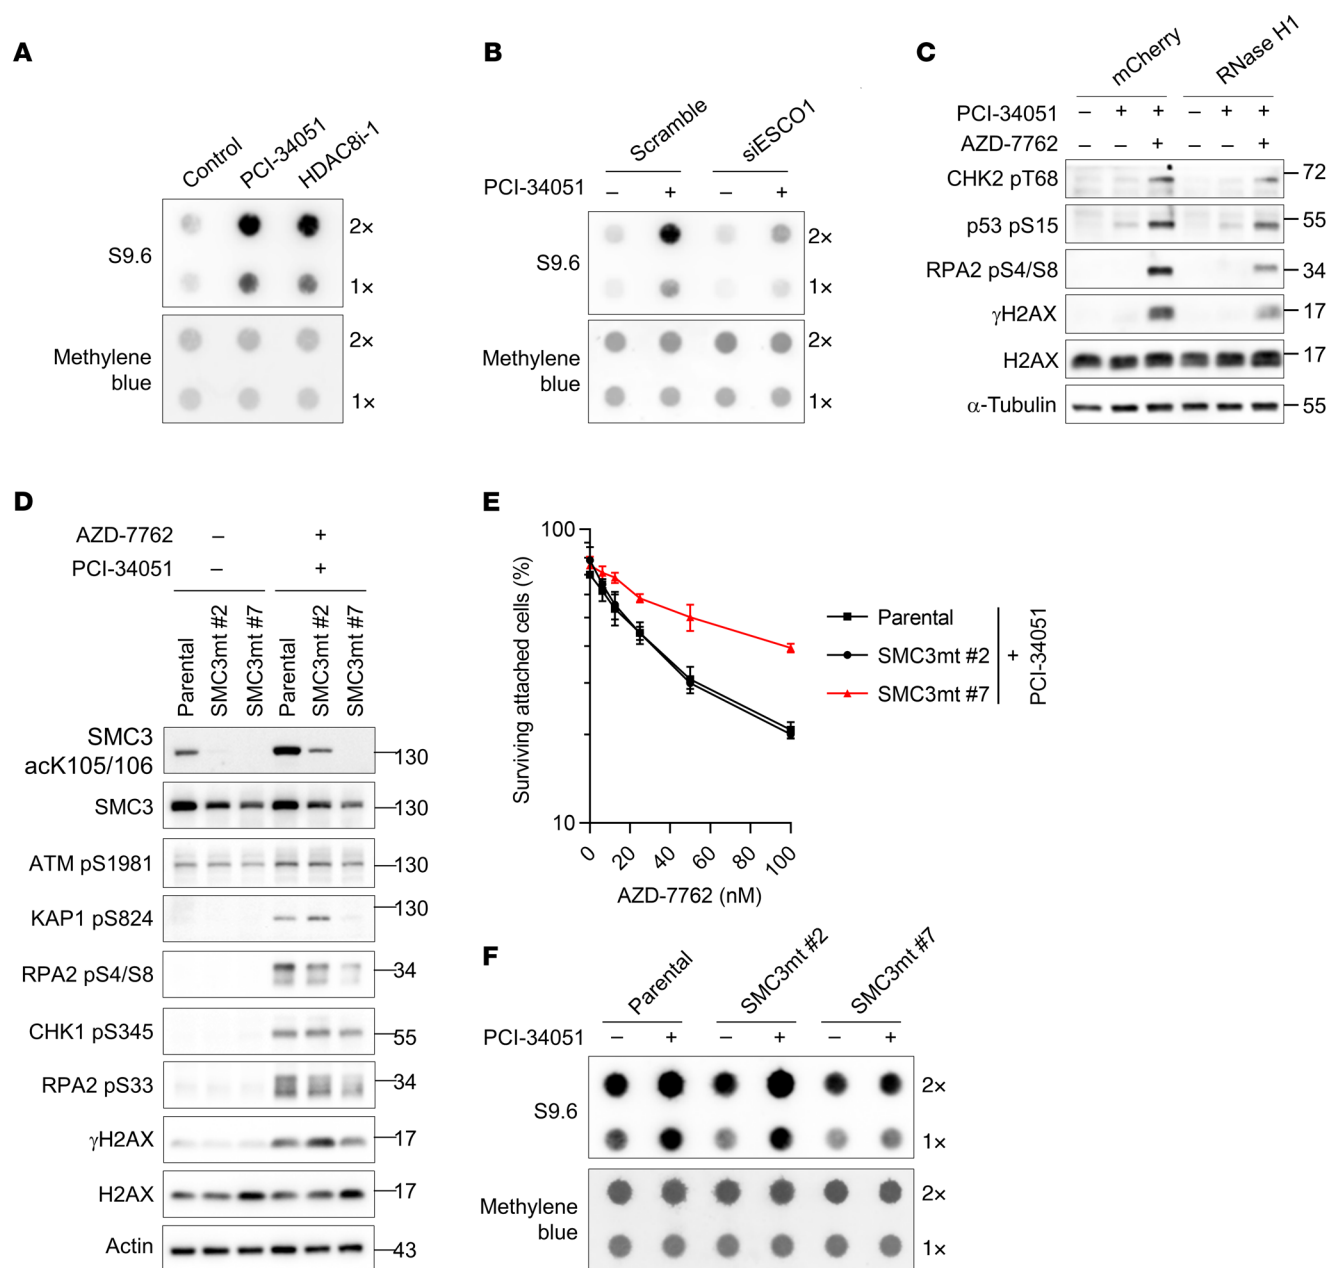 A
Control
PCI-34051
HDAC8i-1
S9.6
2×
1×
Methylene
blue
2×
1×
B
Scramble
siESCO1
PCI-34051
– + – +
S9.6
2×
1×
Methylene
blue
2×
1×
C
mCherry
RNase H1
PCI-34051 – + + – + +
AZD-7762 – – + – – +
CHK2 pT68 72
p53 pS15 55
RPA2 pS4/S8 34
γH2AX 17
H2AX 17
α-Tubulin 55
D
AZD-7762 – +
PCI-34051 – +
Parental
SMC3mt #2
SMC3mt #7
Parental
SMC3mt #2
SMC3mt #7
SMC3
acK105/106 130
SMC3 130
ATM pS1981 130
KAP1 pS824 130
RPA2 pS4/S8 34
CHK1 pS345 55
RPA2 pS33 34
γH2AX 17
H2AX 17
Actin 43
E
Surviving attached cells (%)
100
10
0 20 40 60 80 100
AZD-7762 (nM)
Parental
SMC3mt #2
SMC3mt #7
+
PCI-34051
F
Parental
SMC3mt #2
SMC3mt #7
PCI-34051 – + – + – +
S9.6
2×
1×
Methylene
blue
2×
1×